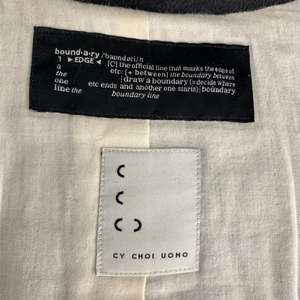 bound·a·ry /'baʊndəri/n
1 ►EDGE◄ [C] the official line that marks the edge of
a etc: [+ between] the boundary between
the | draw a boundary (=decide where
one etc ends and another one starts) | boundary
line the boundary line
C
C
C Ɔ
CY CHOI UOMO